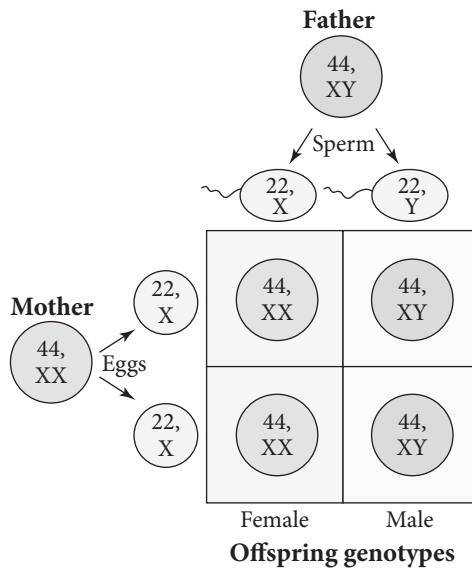 Father
44,
XY
Sperm
22,
X
22,
Y
Mother
44,
XX
Eggs
22,
X
22,
X
44,
XX
44,
XY
44,
XX
44,
XY
Female
Male
Offspring genotypes